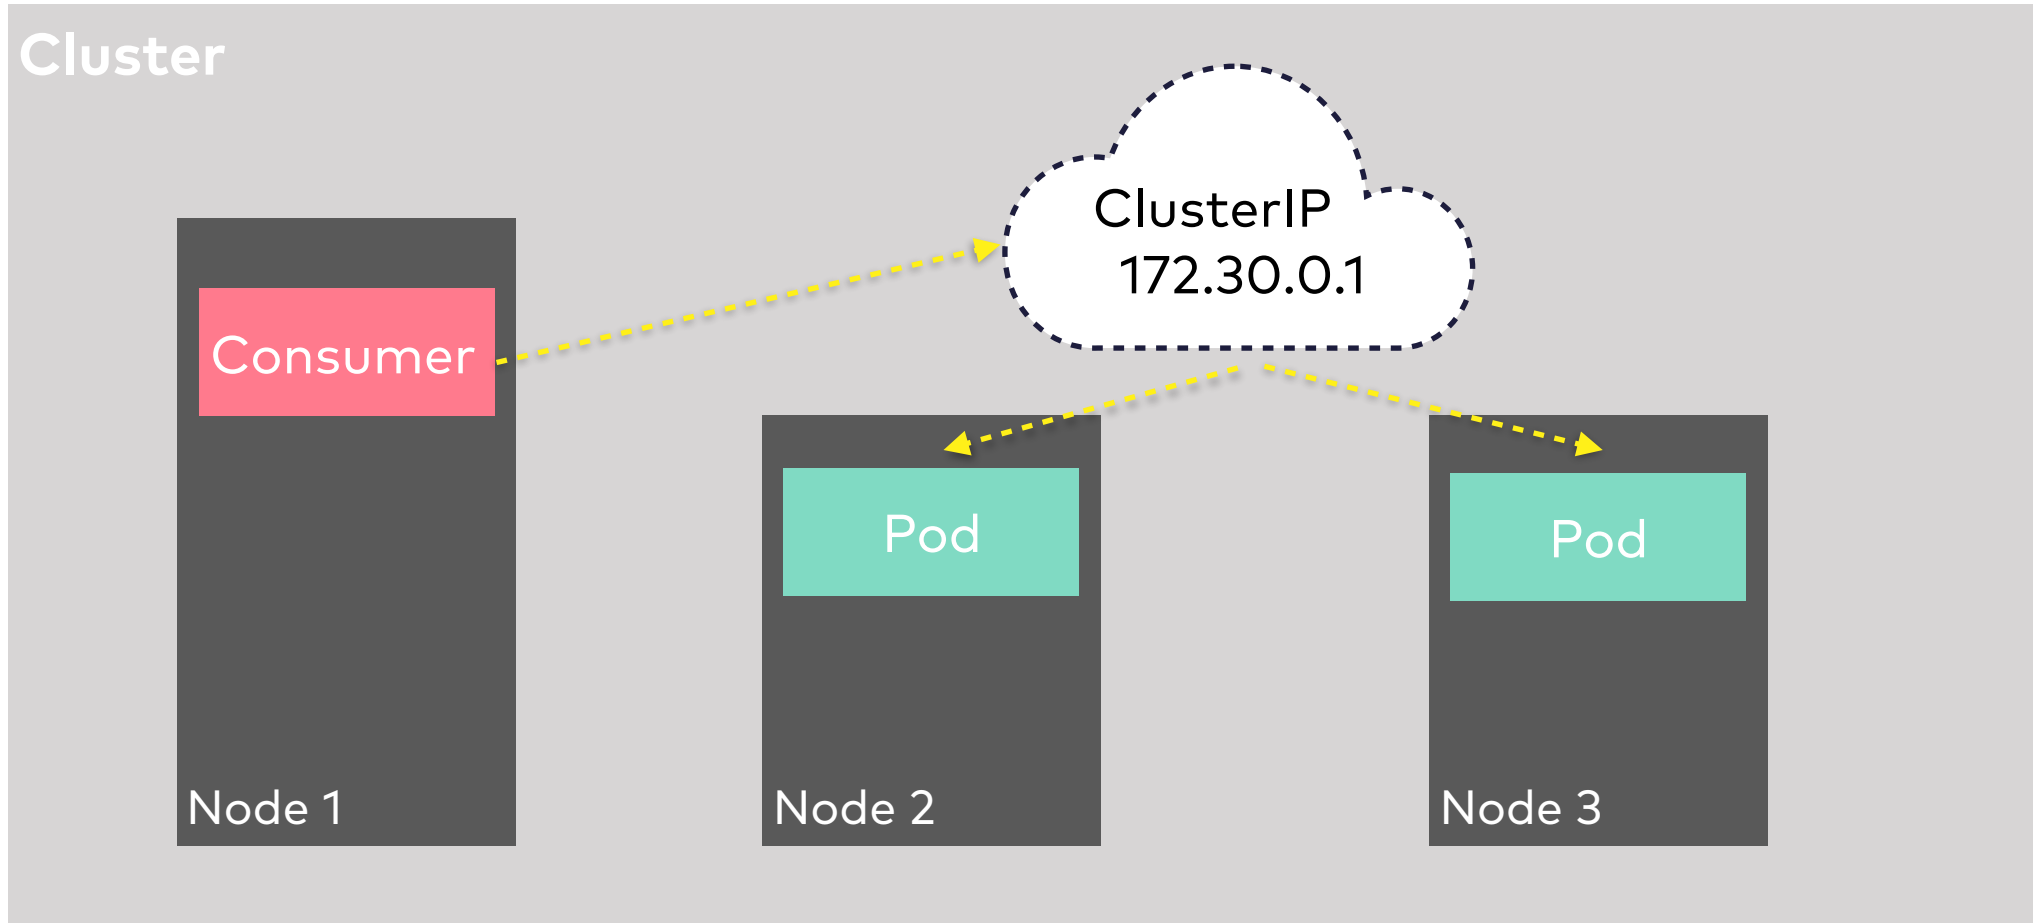 Cluster
ClusterIP
172.30.0.1
Consumer
Pod
Pod
Node 1
Node 2
Node 3